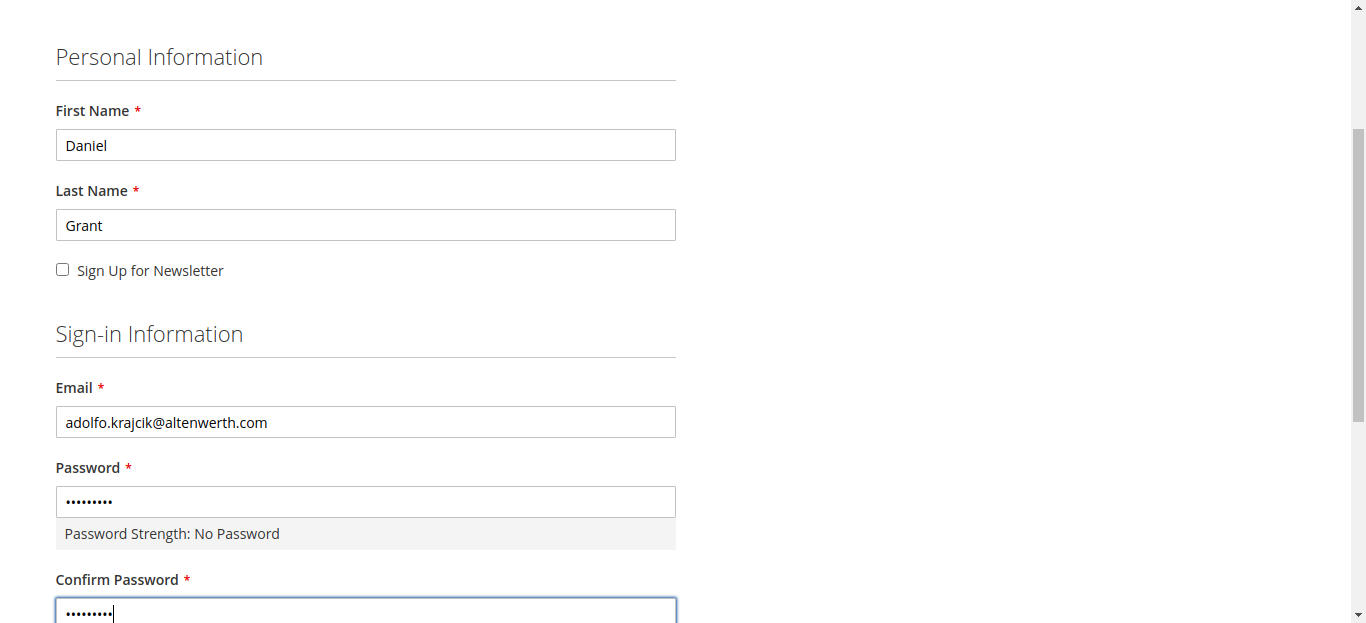 Personal Information
First Name *
Daniel
Last Name *
Grant
Sign Up for Newsletter
Sign-in Information
Email *
adolfo.krajcik@altenwerth.com
Password *
•••••••••
Password Strength: No Password
Confirm Password *
•••••••••